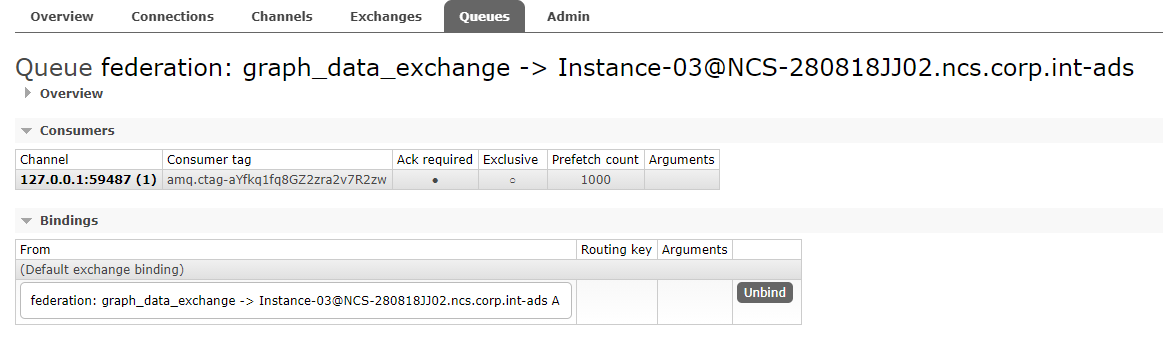 Overview Connections Channels Exchanges Queues Admin
Queue federation: graph_data_exchange -> Instance-03@NCS-280818JJ02.ncs.corp.int-ads
Overview
Consumers
Channel Consumer tag Ack required Exclusive Prefetch count Arguments
127.0.0.1:59487 (1) amq.ctag-aYfkq1fq8GZ2zra2v7R2zw ● ○ 1000
Bindings
From Routing key Arguments
(Default exchange binding)
federation: graph_data_exchange -> Instance-03@NCS-280818JJ02.ncs.corp.int-ads A Unbind